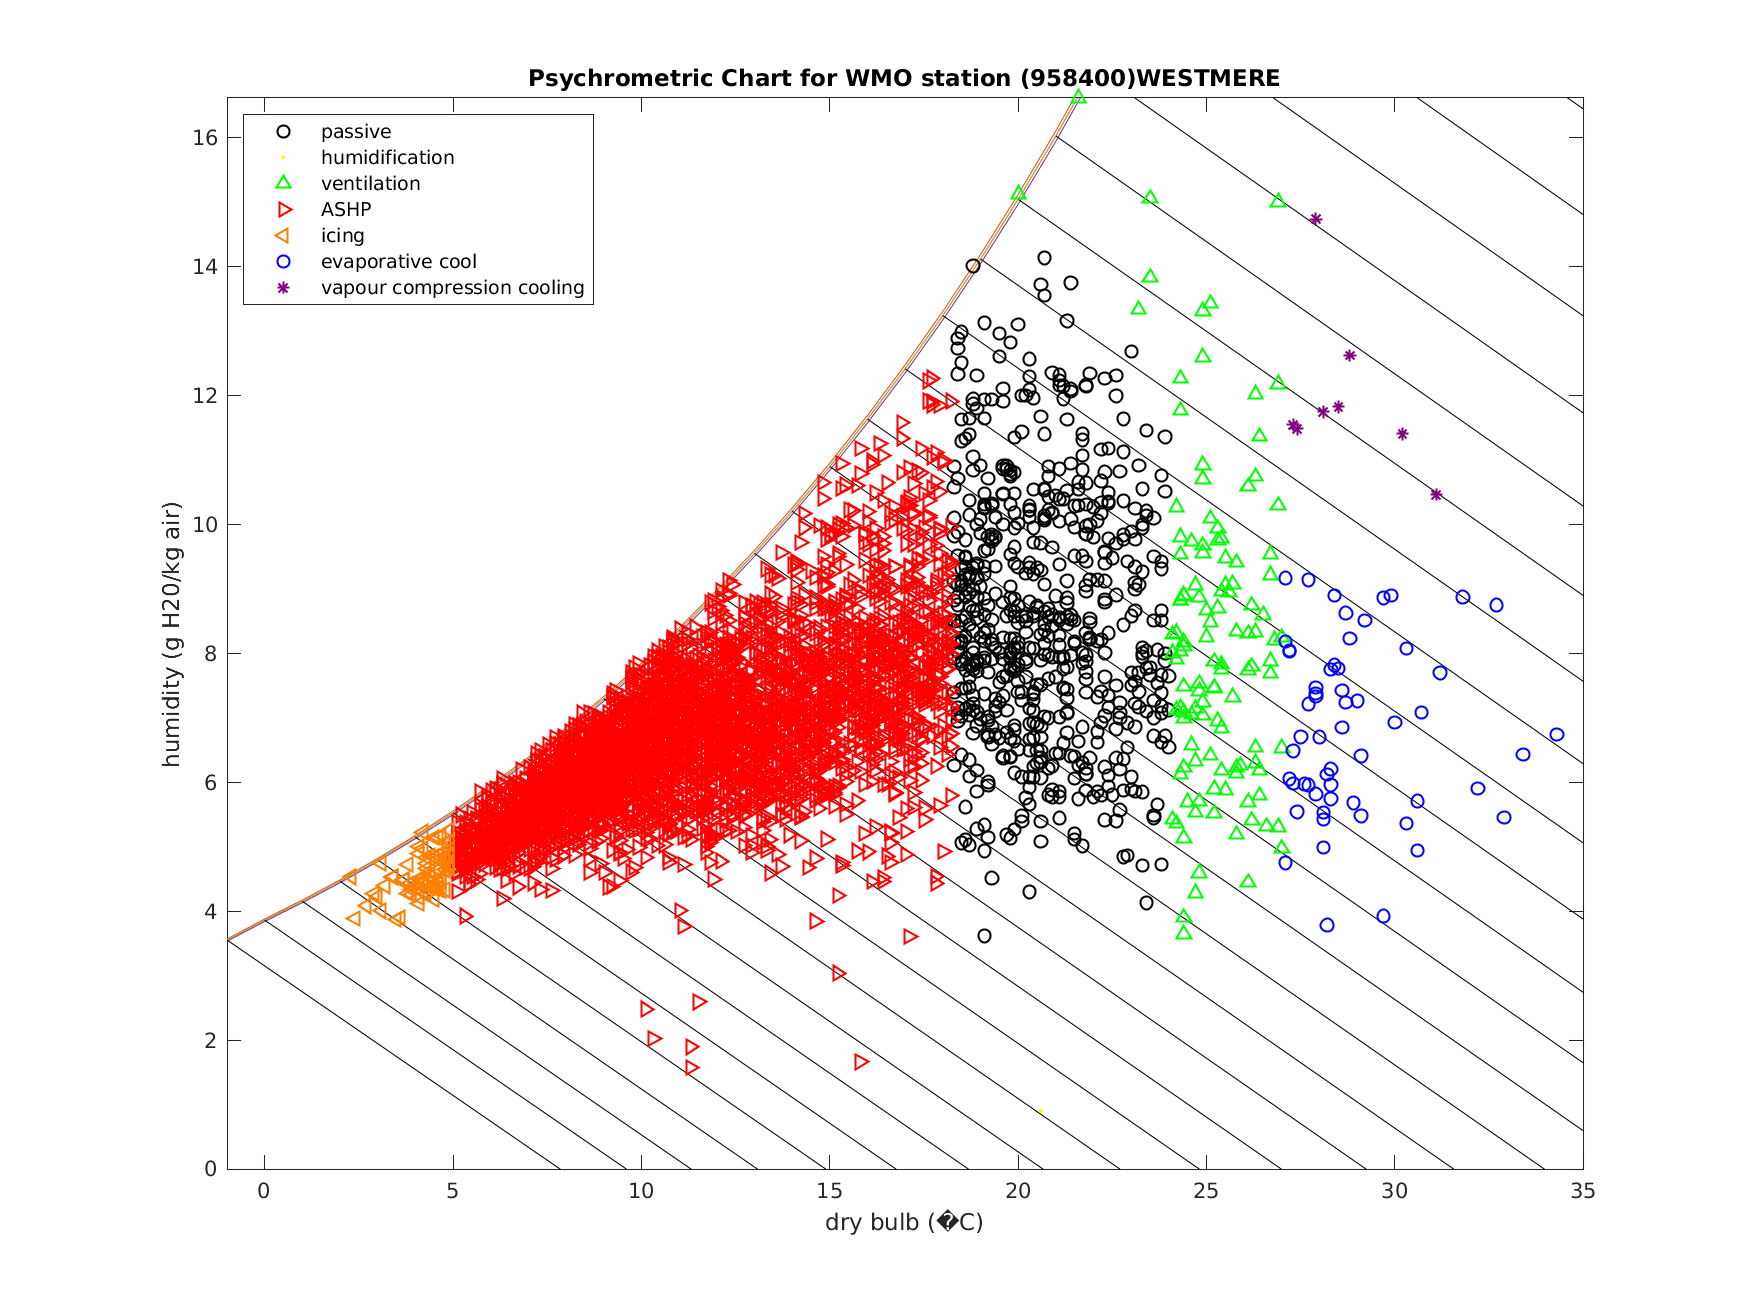 Psychrometric Chart for WMO station (958400)WESTMERE
passive
humidification
ventilation
ASHP
icing
evaporative cool
vapour compression cooling
humidity (g H20/kg air)
16
14
12
10
8
6
4
2
0
0 5 10 15 20 25 30 35
dry bulb (�C)